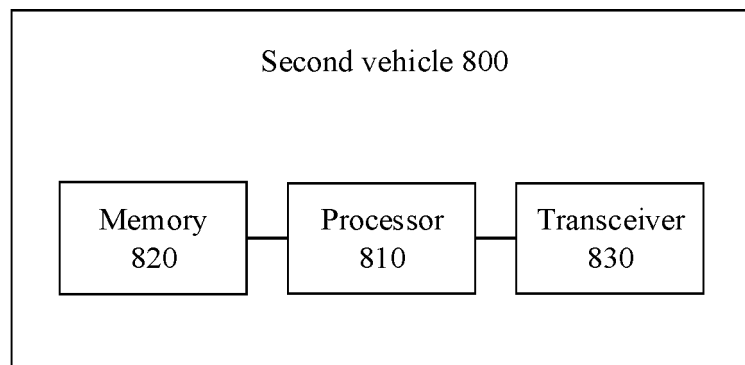 Second vehicle 800
Memory
820
Processor
810
Transceiver
830